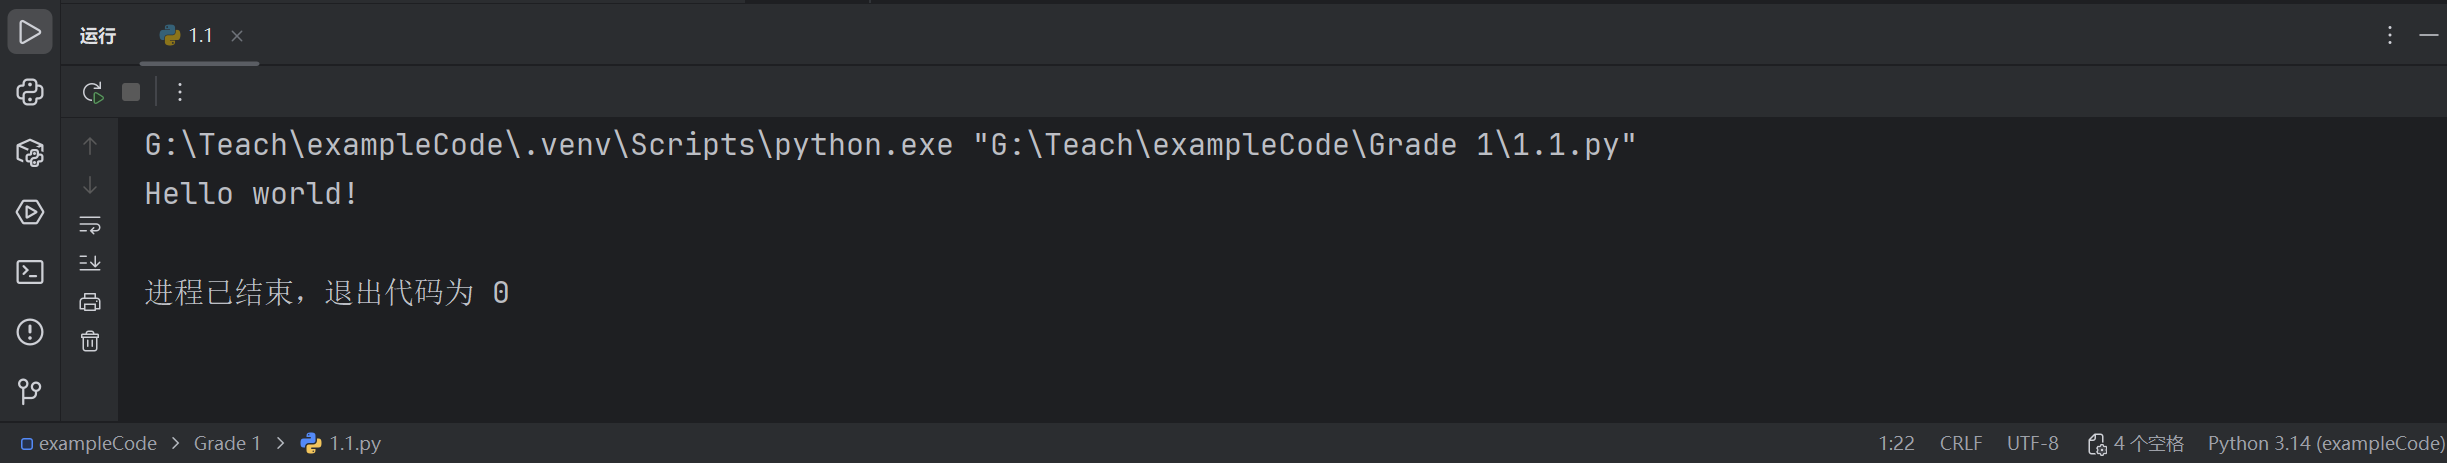 运行 1.1
G:\Teach\exampleCode\.venv\Scripts\python.exe "G:\Teach\exampleCode\Grade 1\1.1.py"
Hello world!
进程已结束，退出代码为 0
exampleCode > Grade 1 > 1.1.py 1:22 CRLF UTF-8 4 个空格 Python 3.14 (exampleCode)